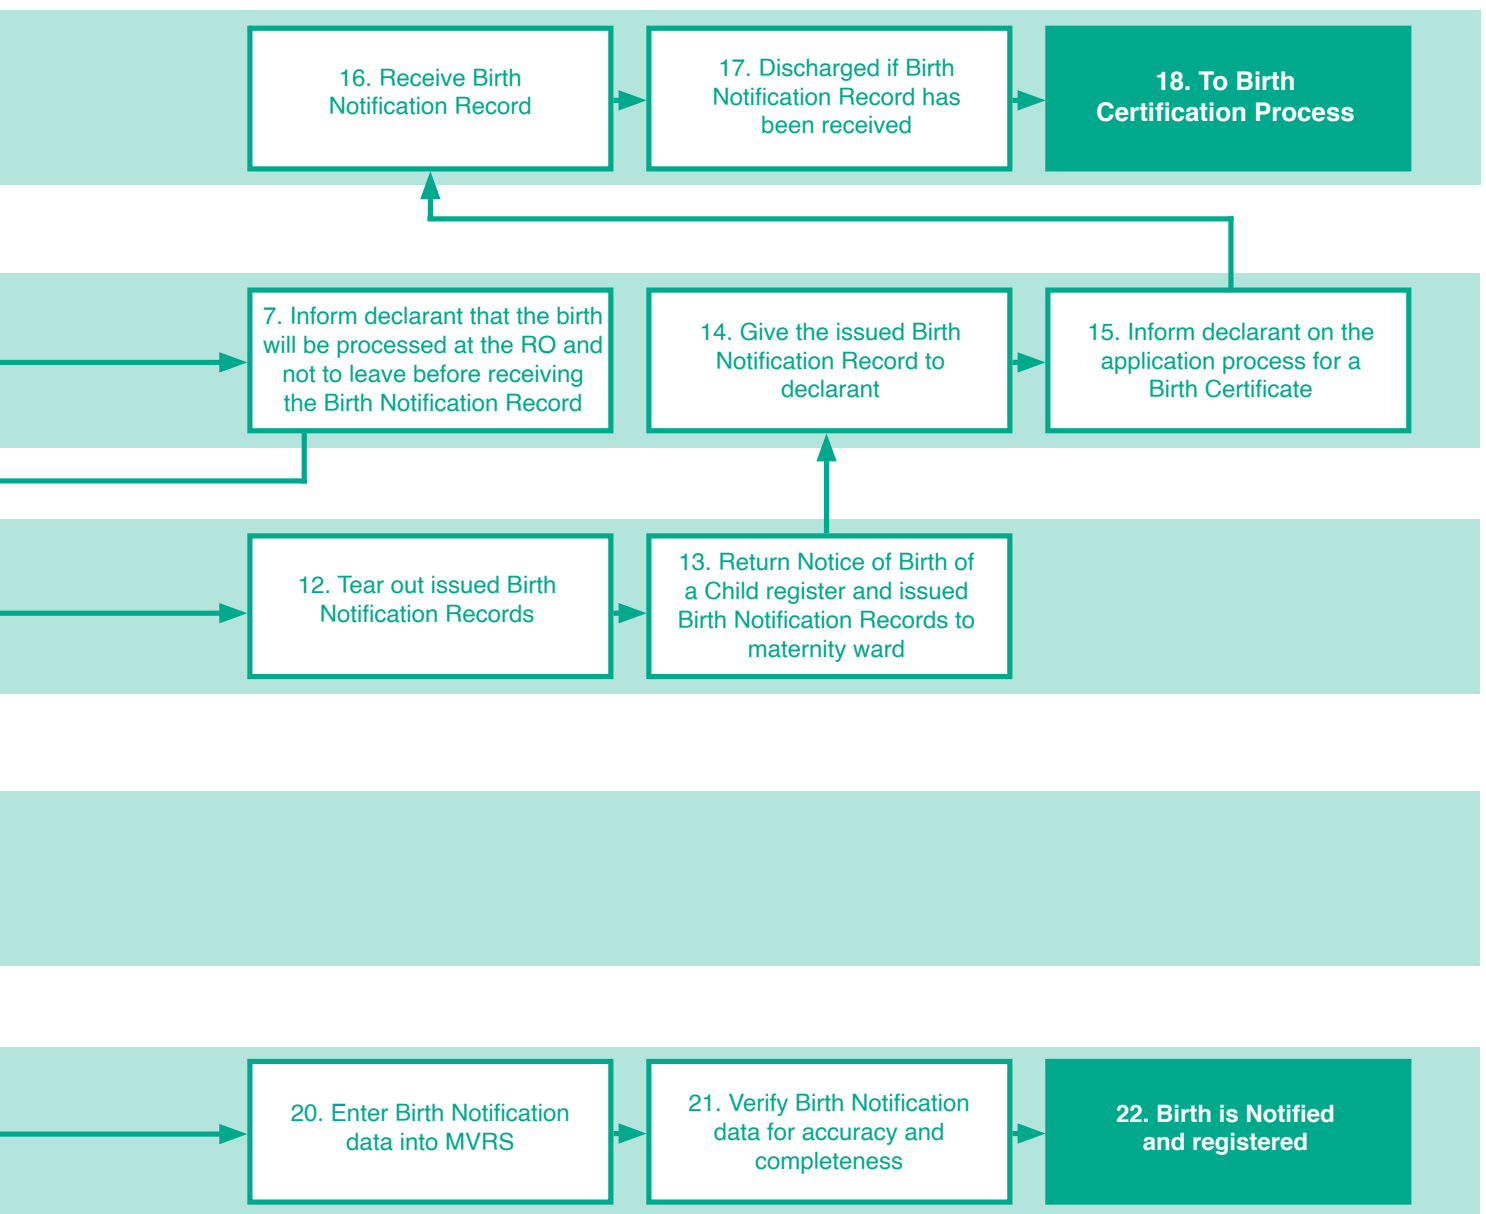 16. Receive Birth
Notification Record
17. Discharged if Birth
Notification Record has
been received
18. To Birth
Certification Process
7. Inform declarant that the birth
will be processed at the RO and
not to leave before receiving
the Birth Notification Record
14. Give the issued Birth
Notification Record to
declarant
15. Inform declarant on the
application process for a
Birth Certificate
12. Tear out issued Birth
Notification Records
13. Return Notice of Birth of
a Child register and issued
Birth Notification Records to
maternity ward
20. Enter Birth Notification
data into MVRS
21. Verify Birth Notification
data for accuracy and
completeness
22. Birth is Notified
and registered